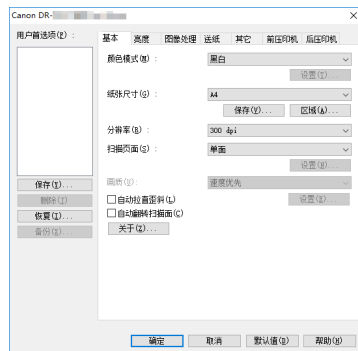 Canon DR-
用户首选项(E) :
基本 亮度 图像处理 送纸 其它 前压印机 后压印机
颜色模式(M) : 黑白
设置(T)...
纸张尺寸(G) : A4
保存(V)... 区域(A)...
分辨率(R) : 300 dpi
扫描页面(S) : 单面
设置(N)...
画质(Y): 速度优先
设置(Q)...
保存(V)...
删除(I)
恢复(I)...
备份(U)...
自动拉直歪斜(L)
自动翻转扫描面(C)
关于(Z)...
确定 取消 默认值(D) 帮助(H)